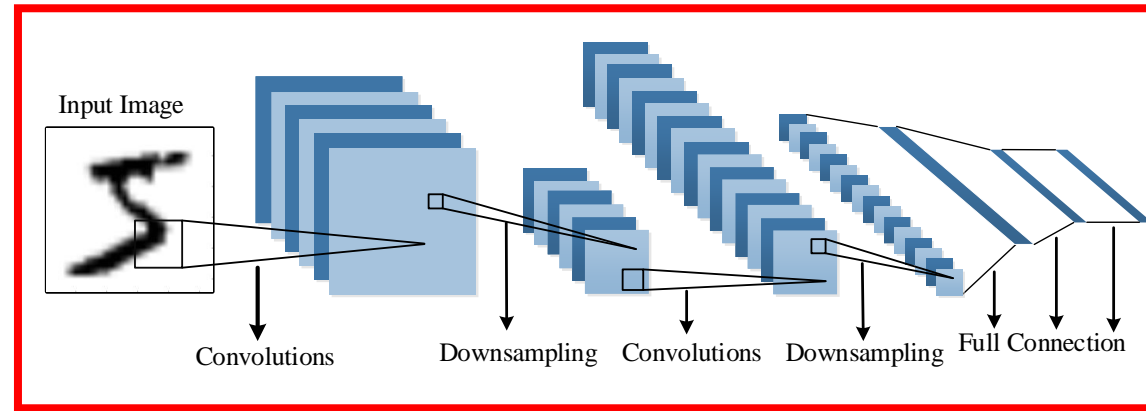 Input Image
Convolutions
Downsampling
Convolutions
Downsampling
Full Connection